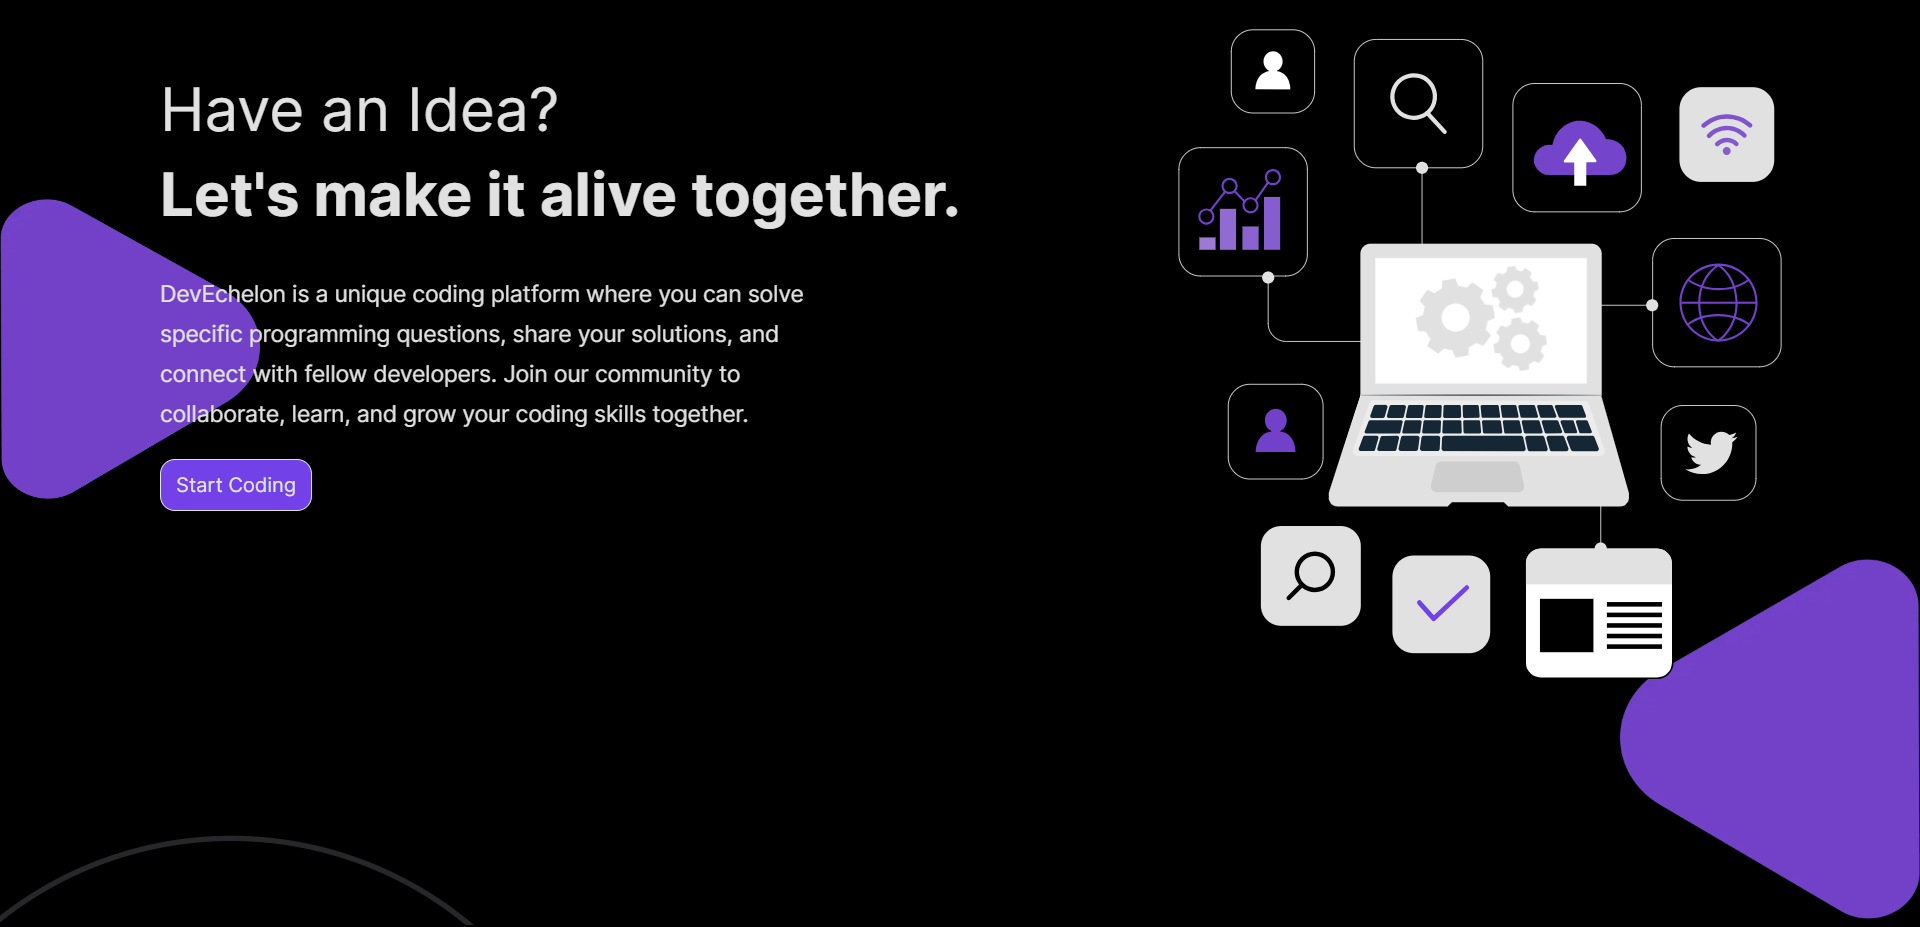 Have an Idea?
Let's make it alive together.
DevEchelon is a unique coding platform where you can solve
specific programming questions, share your solutions, and
connect with fellow developers. Join our community to
collaborate, learn, and grow your coding skills together.
Start Coding